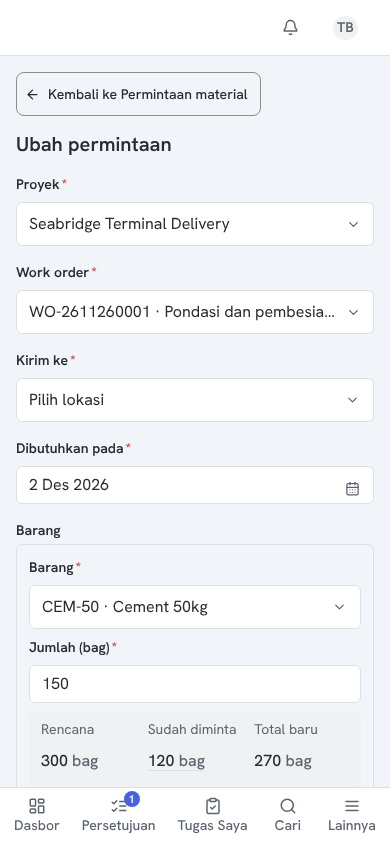 TB
Kembali ke Permintaan material
Ubah permintaan
Proyek *
Seabridge Terminal Delivery
Work order *
WO-2611260001 · Pondasi dan pembesia...
Kirim ke *
Pilih lokasi
Dibutuhkan pada *
2 Des 2026
Barang
Barang *
CEM-50 · Cement 50kg
Jumlah (bag) *
150
Rencana Sudah diminta Total baru
300 bag 120 bag 270 bag
1
Dasbor Persetujuan Tugas Saya Cari Lainnya